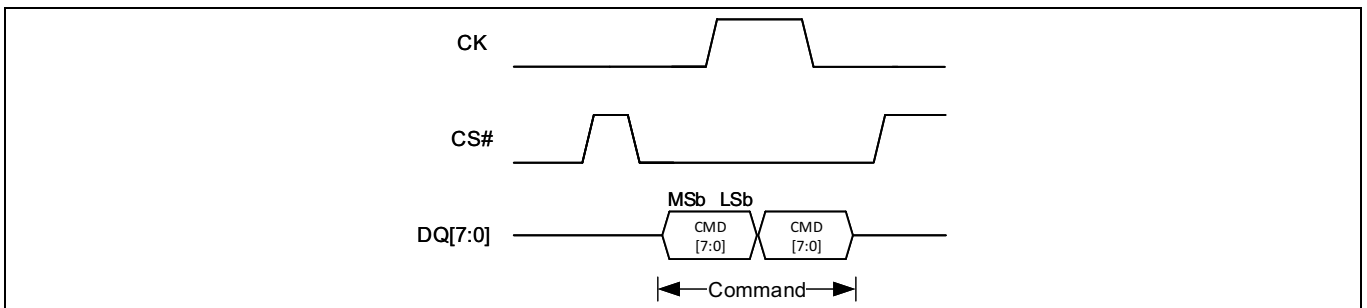 CK
CS#
MSb LSb
DQ[7:0]
CMD CMD
[7:0] [7:0]
Command